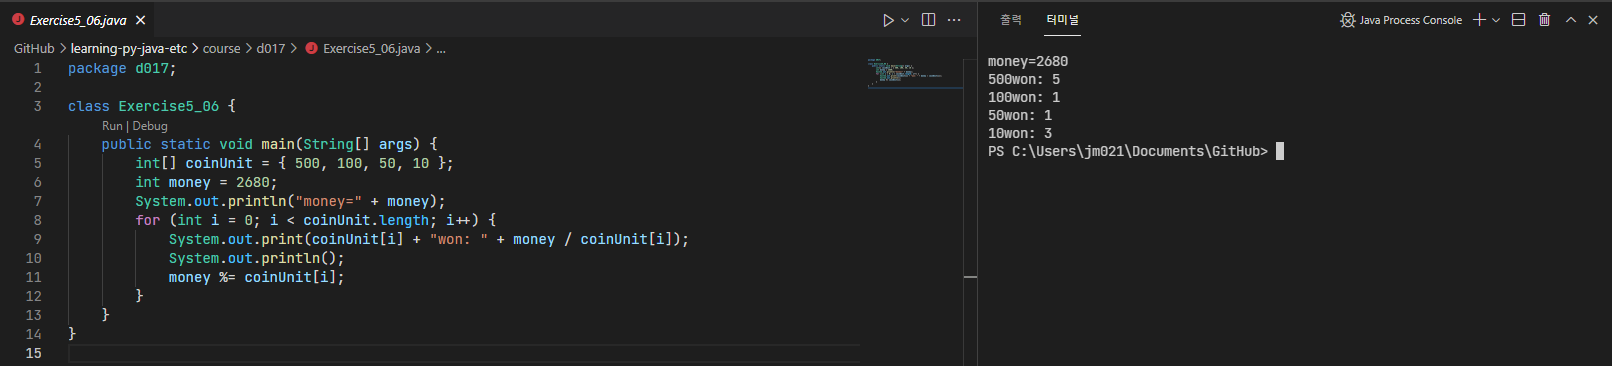 Exercise5_06.java
GitHub > learning-py-java-etc > course > d017 > Exercise5_06.java > ...
1 package d017;
2
3 class Exercise5_06 {
Run | Debug
4 public static void main(String[] args) {
5 int[] coinUnit = { 500, 100, 50, 10 };
6 int money = 2680;
7 System.out.println("money=" + money);
8 for (int i = 0; i < coinUnit.length; i++) {
9 System.out.print(coinUnit[i] + "won: " + money / coinUnit[i]);
10 System.out.println();
11 money %= coinUnit[i];
12 }
13 }
14 }
15
출력 터미널 Java Process Console
money=2680
500won: 5
100won: 1
50won: 1
10won: 3
PS C:\Users\jm021\Documents\GitHub>